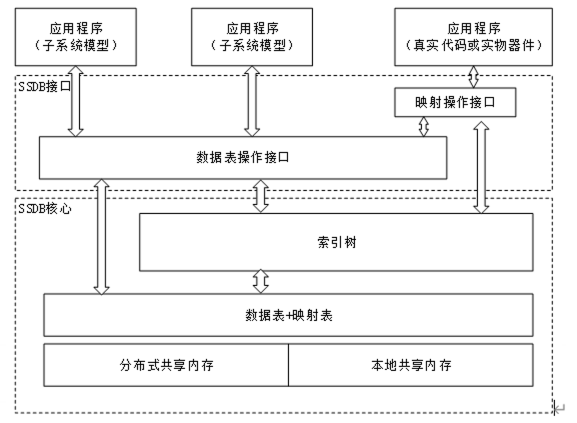 应用程序
（子系统模型）
应用程序
（子系统模型）
应用程序
（真实代码或实物器件）
SSDB接口
映射操作接口
数据表操作接口
SSDB核心
索引树
数据表+映射表
分布式共享内存
本地共享内存